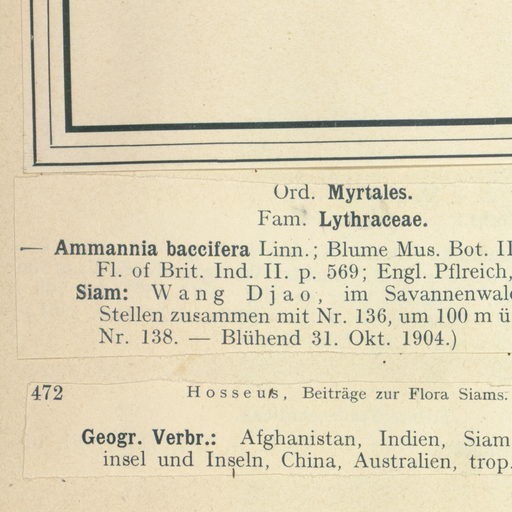 Ord. Myrtales.
Fam. Lythraceae.
— Ammannia baccifera Linn.; Blume Mus. Bot. II
Fl. of Brit. Ind. II. p. 569; Engl. Pflreich,
Siam: Wang Djao, im Savannenwald
Stellen zusammen mit Nr. 136, um 100 m ü
Nr. 138. — Blühend 31. Okt. 1904.)
472 Hosseus, Beiträge zur Flora Siams.
Geogr. Verbr.: Afghanistan, Indien, Siam
insel und Inseln, China, Australien, trop.